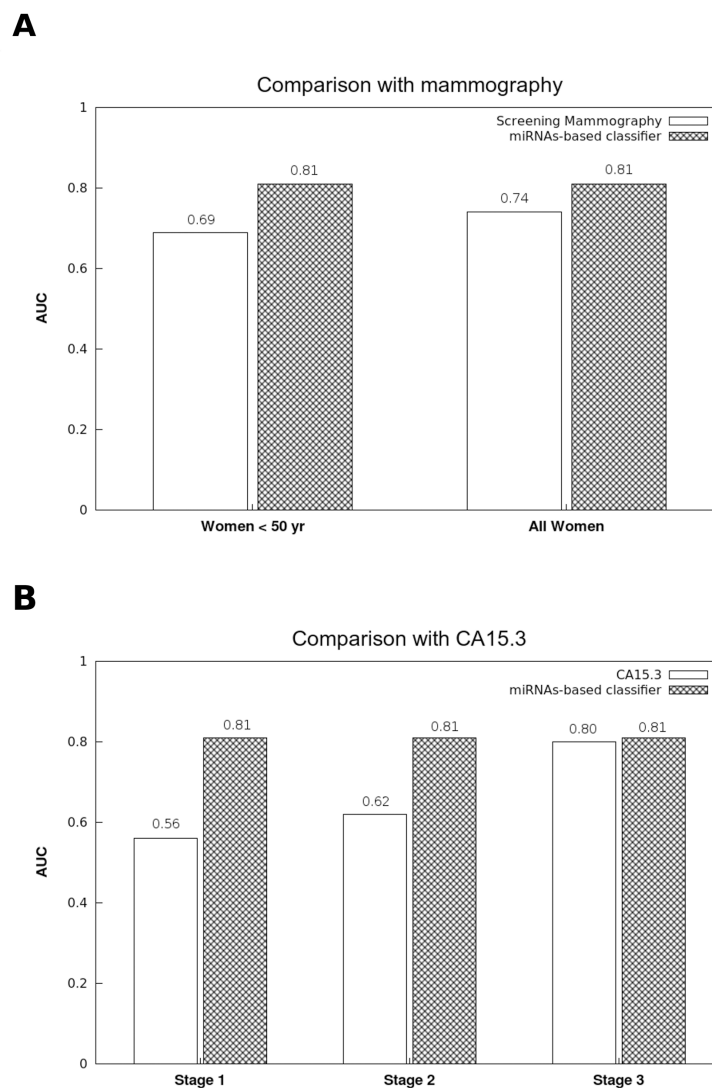 A
Comparison with mammography
1
Screening Mammography
miRNAs-based classifier
0.81
0.81
0.8
0.74
0.69
0.6
AUC
0.4
0.2
0
Women < 50 yr
All Women
B
Comparison with CA15.3
1
CA15.3
miRNAs-based classifier
0.81
0.81
0.80
0.81
0.8
0.62
0.6
0.56
AUC
0.4
0.2
0
Stage 1
Stage 2
Stage 3